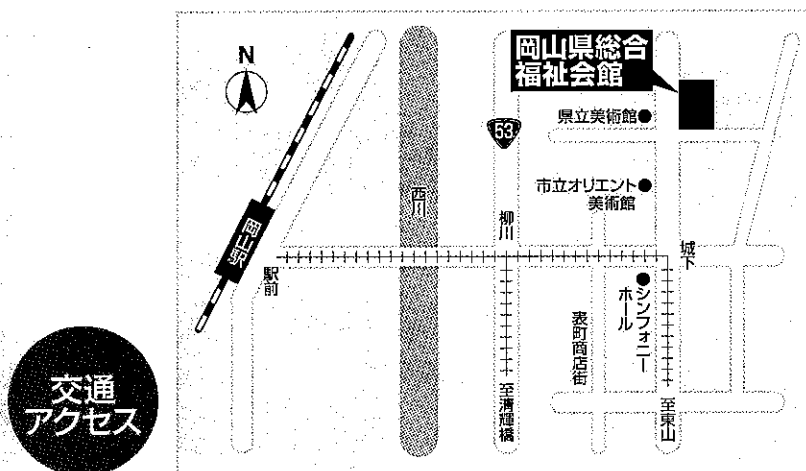 N
岡山県総合
福祉会館
53
県立美術館
市立オリエント
美術館
西川
柳川
城下
岡山駅
駅前
シンフォニー
ホール
表町商店街
至清輝橋
至東山
交通
アクセス